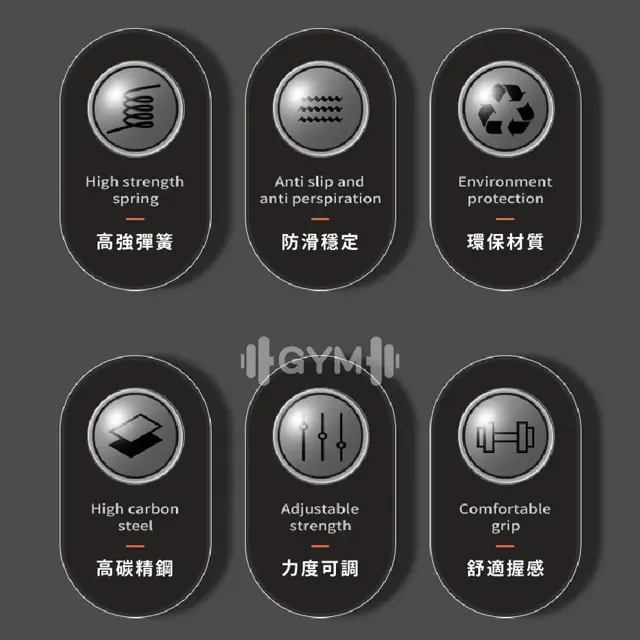 High strength
spring
高強彈簧
Anti slip and
anti perspiration
防滑穩定
Environment
protection
環保材質
GYM
High carbon
steel
高碳精鋼
Adjustable
strength
力度可調
Comfortable
grip
舒適握感